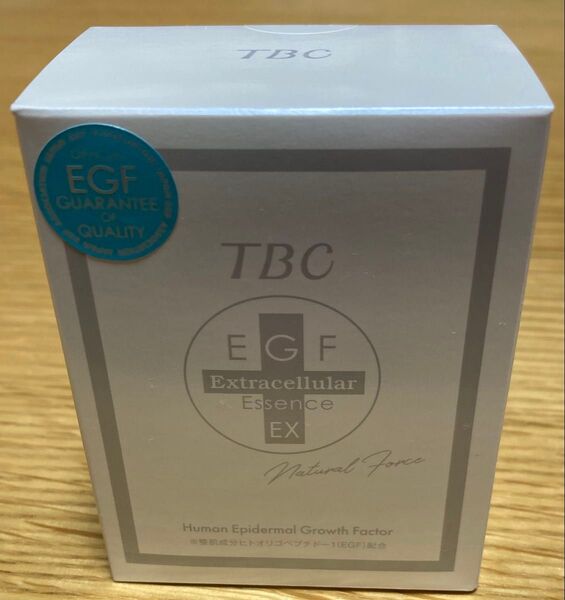 TBC
EGF
GUARANTEE
OF
QUALITY
TBC
EGF
Extracellular
Essence
EX
Natural Force
Human Epidermal Growth Factor
※整肌成分ヒトオリゴペプチド-1(EGF)配合